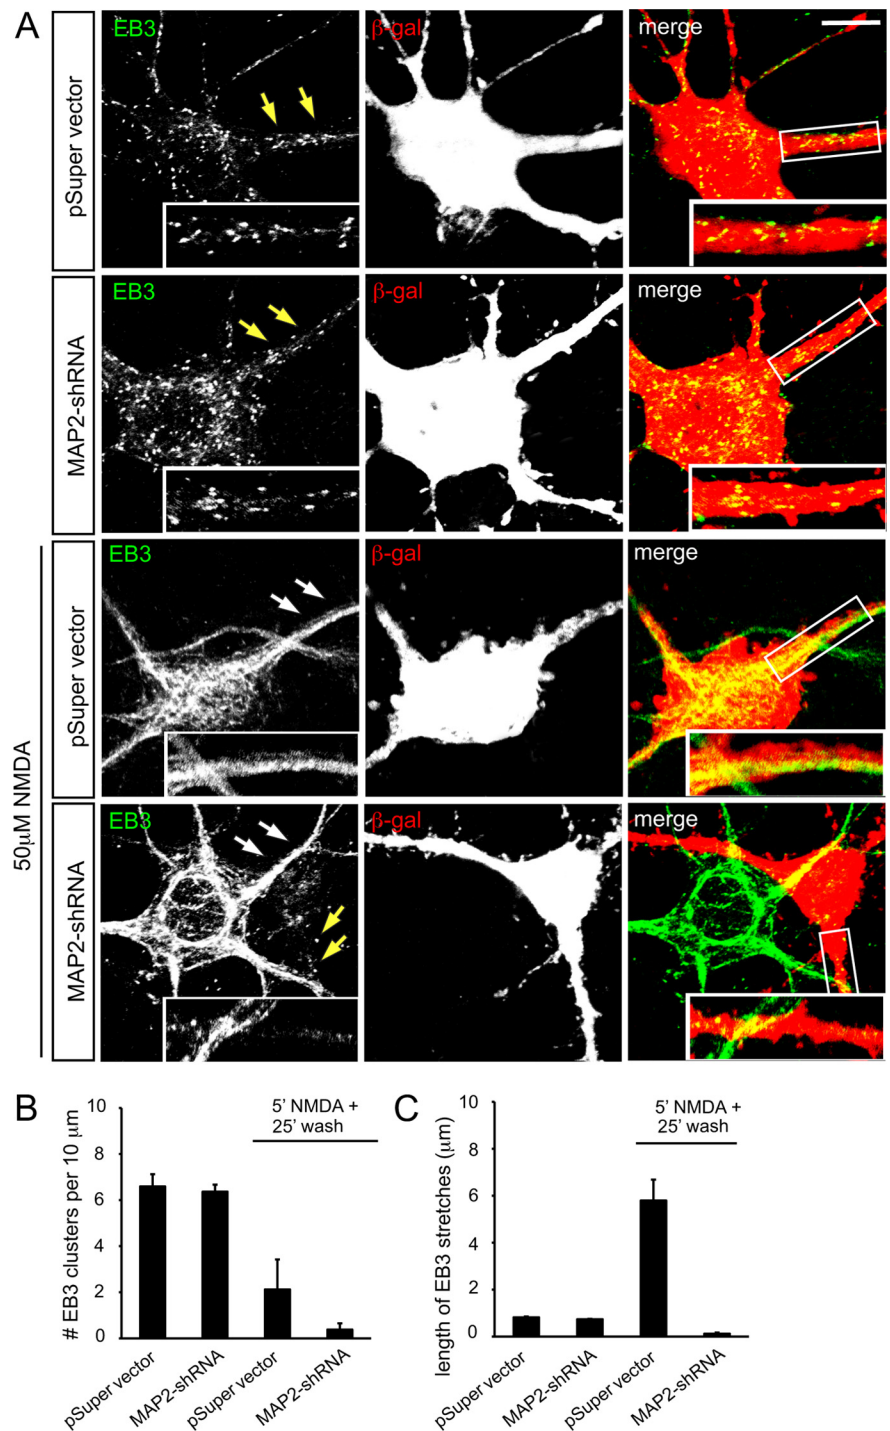 A
pSuper vector
EB3
β-gal
merge
MAP2-shRNA
EB3
β-gal
merge
50μM NMDA
pSuper vector
EB3
β-gal
merge
MAP2-shRNA
EB3
β-gal
merge
B
# EB3 clusters per 10 μm
10
8
6
4
2
0
5' NMDA +
25' wash
pSuper vector
MAP2-shRNA
pSuper vector
MAP2-shRNA
C
length of EB3 stretches (μm)
10
8
6
4
2
0
5' NMDA +
25' wash
pSuper vector
MAP2-shRNA
pSuper vector
MAP2-shRNA